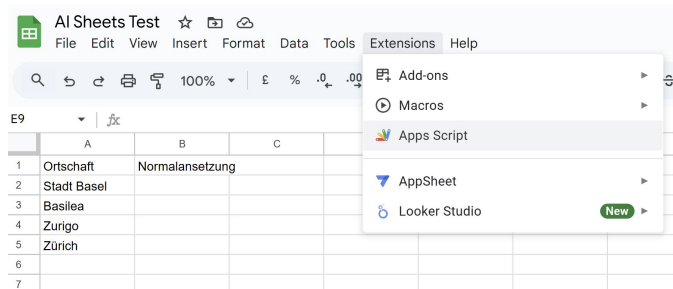 AI Sheets Test
File Edit View Insert Format Data Tools Extensions Help
100% £ % .0 .00
E9 fx
Add-ons
Macros
Apps Script
AppSheet
Looker Studio New
A B C
1 Ortschaft Normalansetzung
2 Stadt Basel
3 Basilea
4 Zurigo
5 Zürich
6
7